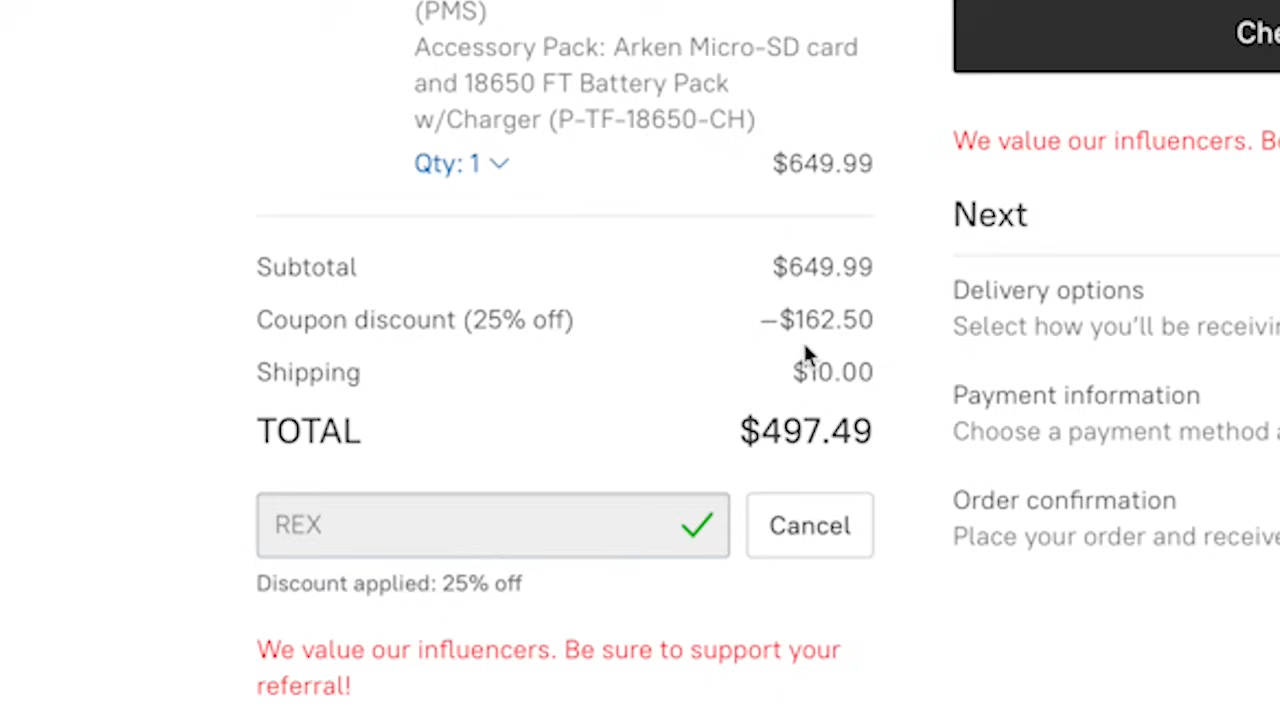 (PMS)
Accessory Pack: Arken Micro-SD card
and 18650 FT Battery Pack
w/Charger (P-TF-18650-CH)
Qty: 1 $649.99
Subtotal $649.99
Coupon discount (25% off) –$162.50
Shipping $10.00
TOTAL $497.49
REX Cancel
Discount applied: 25% off
We value our influencers. Be sure to support your
referral!
We value our influencers.
Next
Delivery options
Select how you’ll be
Payment information
Choose a payment method
Order confirmation
Place your order and